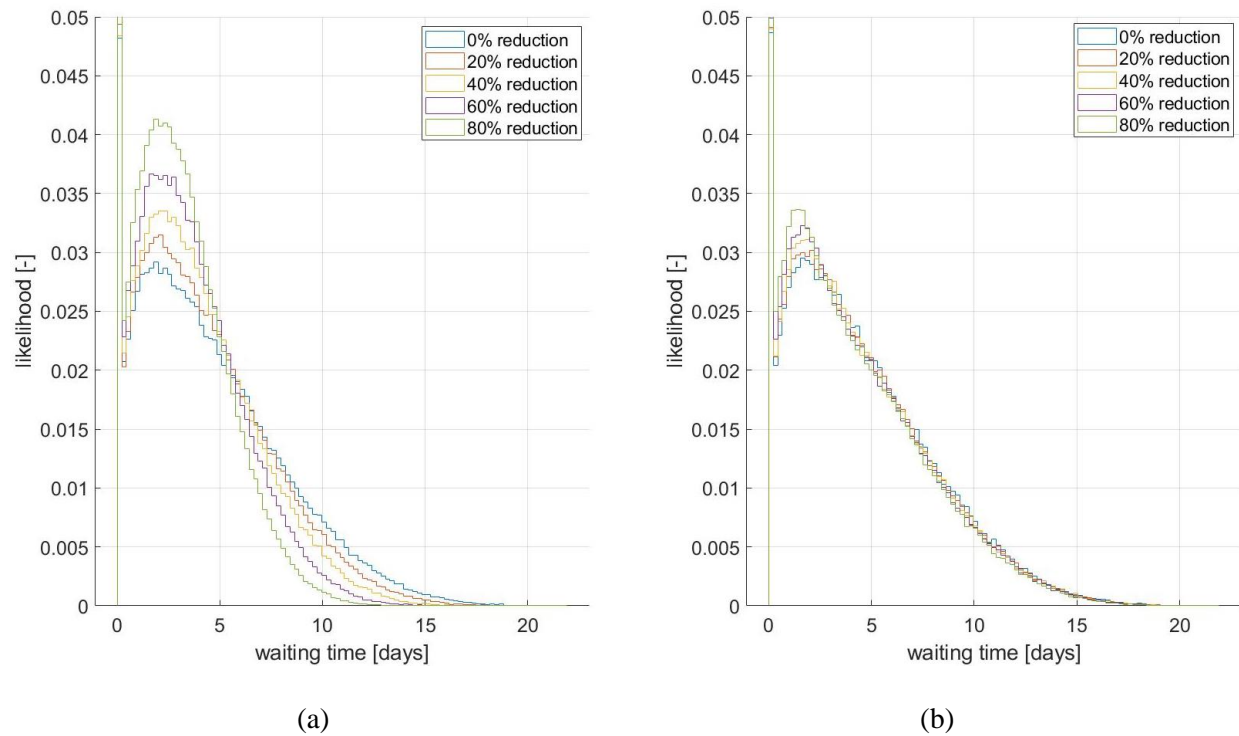 0.05
0.045
0.04
0.035
0.03
0.025
0.02
0.015
0.01
0.005
0
likelihood [-]
0% reduction
20% reduction
40% reduction
60% reduction
80% reduction
0 5 10 15 20
waiting time [days]
(a)
0.05
0.045
0.04
0.035
0.03
0.025
0.02
0.015
0.01
0.005
0
likelihood [-]
0% reduction
20% reduction
40% reduction
60% reduction
80% reduction
0 5 10 15 20
waiting time [days]
(b)